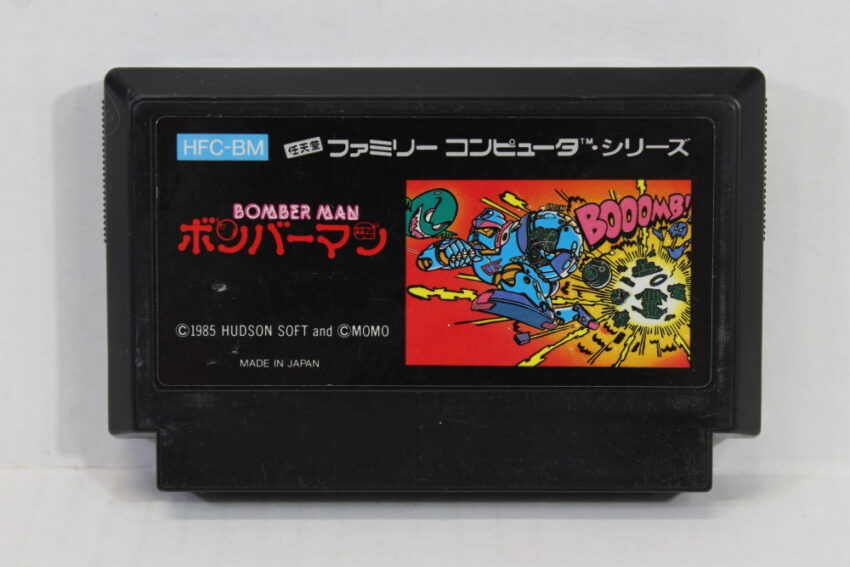 HFC-BM 任天堂 ファミリー コンピュータ™・シリーズ
BOOOMB!
BOMBER MAN
ボンバーマン
©1985 HUDSON SOFT and ©MOMO
MADE IN JAPAN